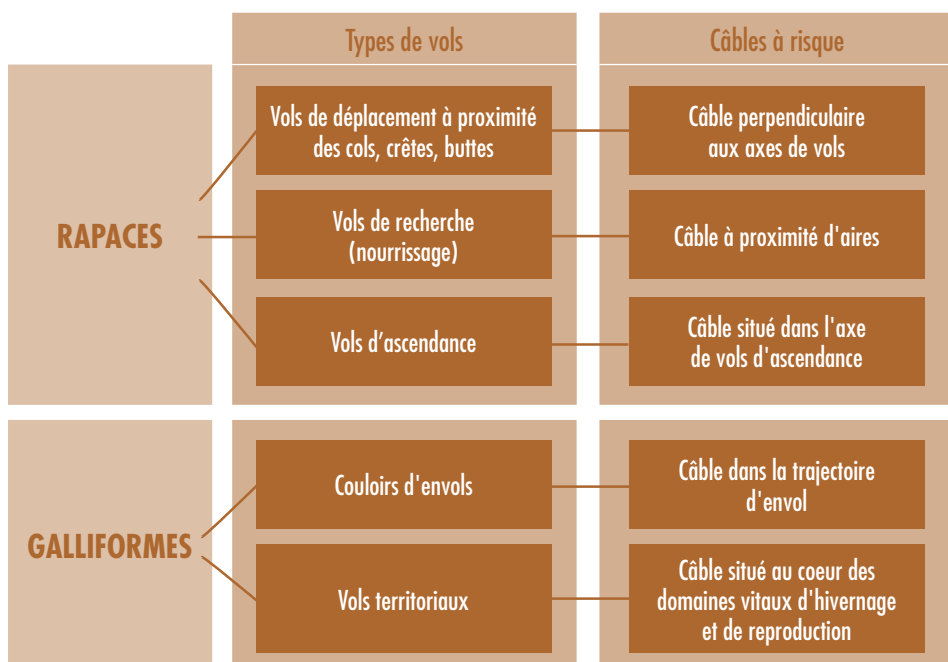 Types de vols
Câbles à risque
RAPACES
Vols de déplacement à proximité
des cols, crêtes, buttes
Câble perpendiculaire
aux axes de vols
Vols de recherche
(nourrissage)
Câble à proximité d'aires
Vols d’ascendance
Câble situé dans l'axe
de vols d'ascendance
GALLIFORMES
Couloirs d'envols
Câble dans la trajectoire
d'envol
Vols territoriaux
Câble situé au coeur des
domaines vitaux d'hivernage
et de reproduction